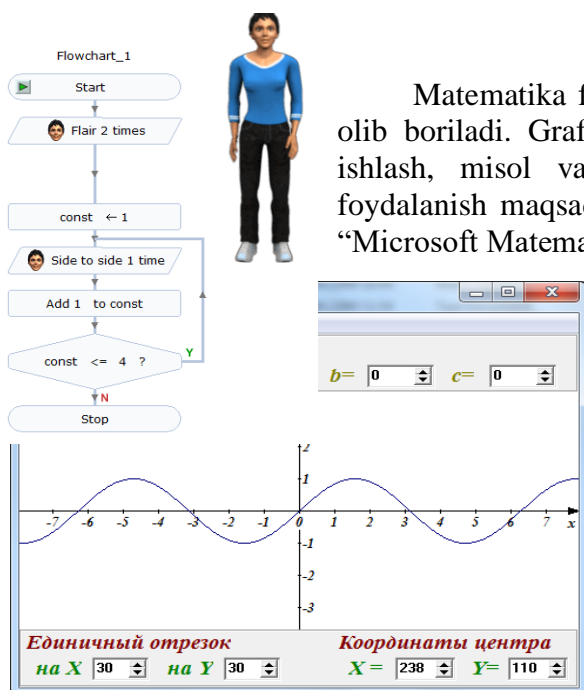 Flowchart_1
Start
Flair 2 times
const ← 1
Side to side 1 time
Add 1 to const
const <= 4 ?
Y
N
Stop
Matematika
olib boriladi. Graf
ishlash, misol va
foydalanish maqsa
“Microsoft Matema
b= 0 c= 0
2
1
-7 -6 -5 -4 -3 -2 -1 0 1 2 3 4 5 6 7 x
-1
-2
-3
Единичный отрезок Координаты центра
на X 30 на Y 30 X = 238 Y= 110